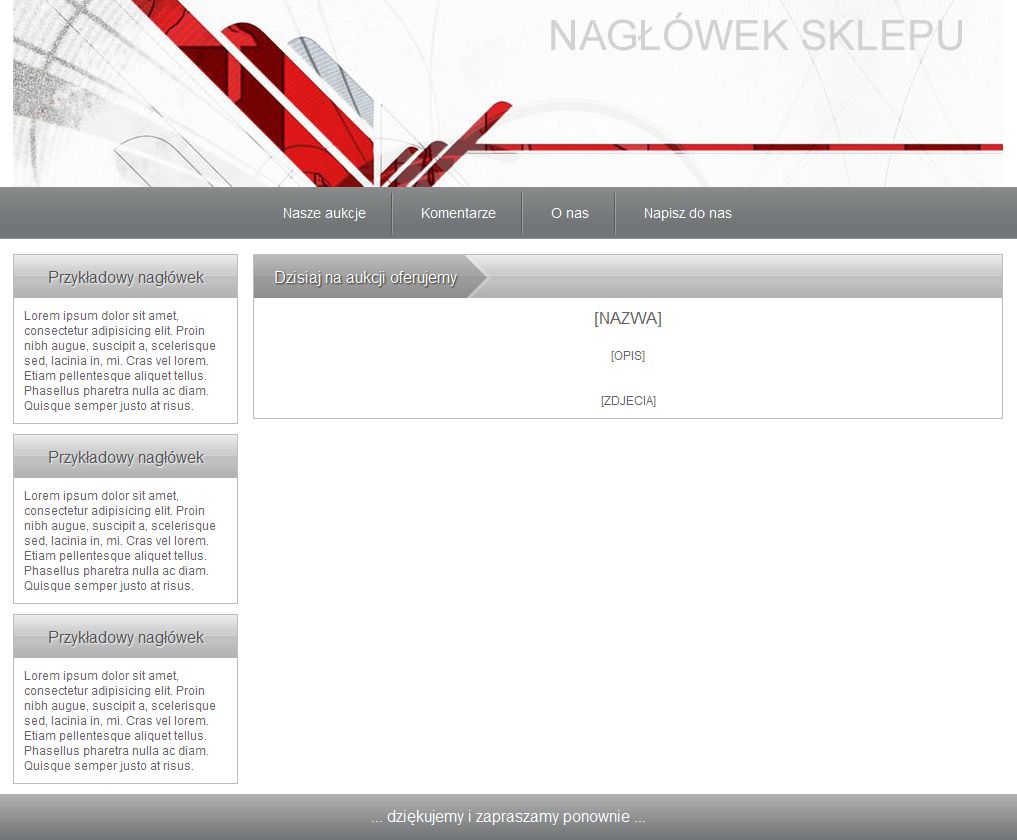 NAGŁÓWEK SKLEPU
Nasze aukcje Komentarze O nas Napisz do nas
Przykładowy nagłówek
Lorem ipsum dolor sit amet,
consectetur adipisicing elit. Proin
nibh augue, suscipit a, scelerisque
sed, lacinia in, mi. Cras vel lorem.
Etiam pellentesque aliquet tellus.
Phasellus pharetra nulla ac diam.
Quisque semper justo at risus.
Przykładowy nagłówek
Lorem ipsum dolor sit amet,
consectetur adipisicing elit. Proin
nibh augue, suscipit a, scelerisque
sed, lacinia in, mi. Cras vel lorem.
Etiam pellentesque aliquet tellus.
Phasellus pharetra nulla ac diam.
Quisque semper justo at risus.
Przykładowy nagłówek
Lorem ipsum dolor sit amet,
consectetur adipisicing elit. Proin
nibh augue, suscipit a, scelerisque
sed, lacinia in, mi. Cras vel lorem.
Etiam pellentesque aliquet tellus.
Phasellus pharetra nulla ac diam.
Quisque semper justo at risus.
Dzisiaj na aukcji oferujemy
[NAZWA]
[OPIS]
[ZDJECIA]
... dziękujemy i zapraszamy ponownie ...